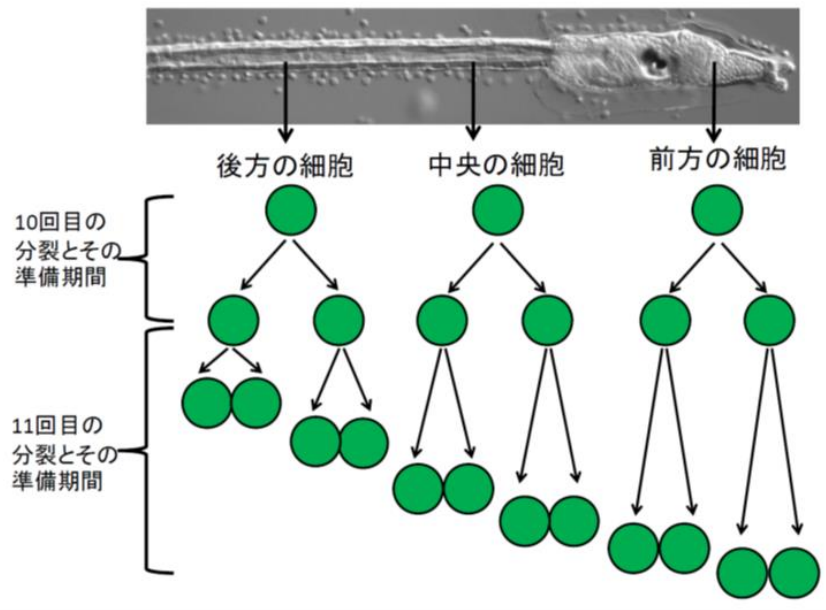 後方の細胞
中央の細胞
前方の細胞
10回目の
分裂とその
準備期間
11回目の
分裂とその
準備期間